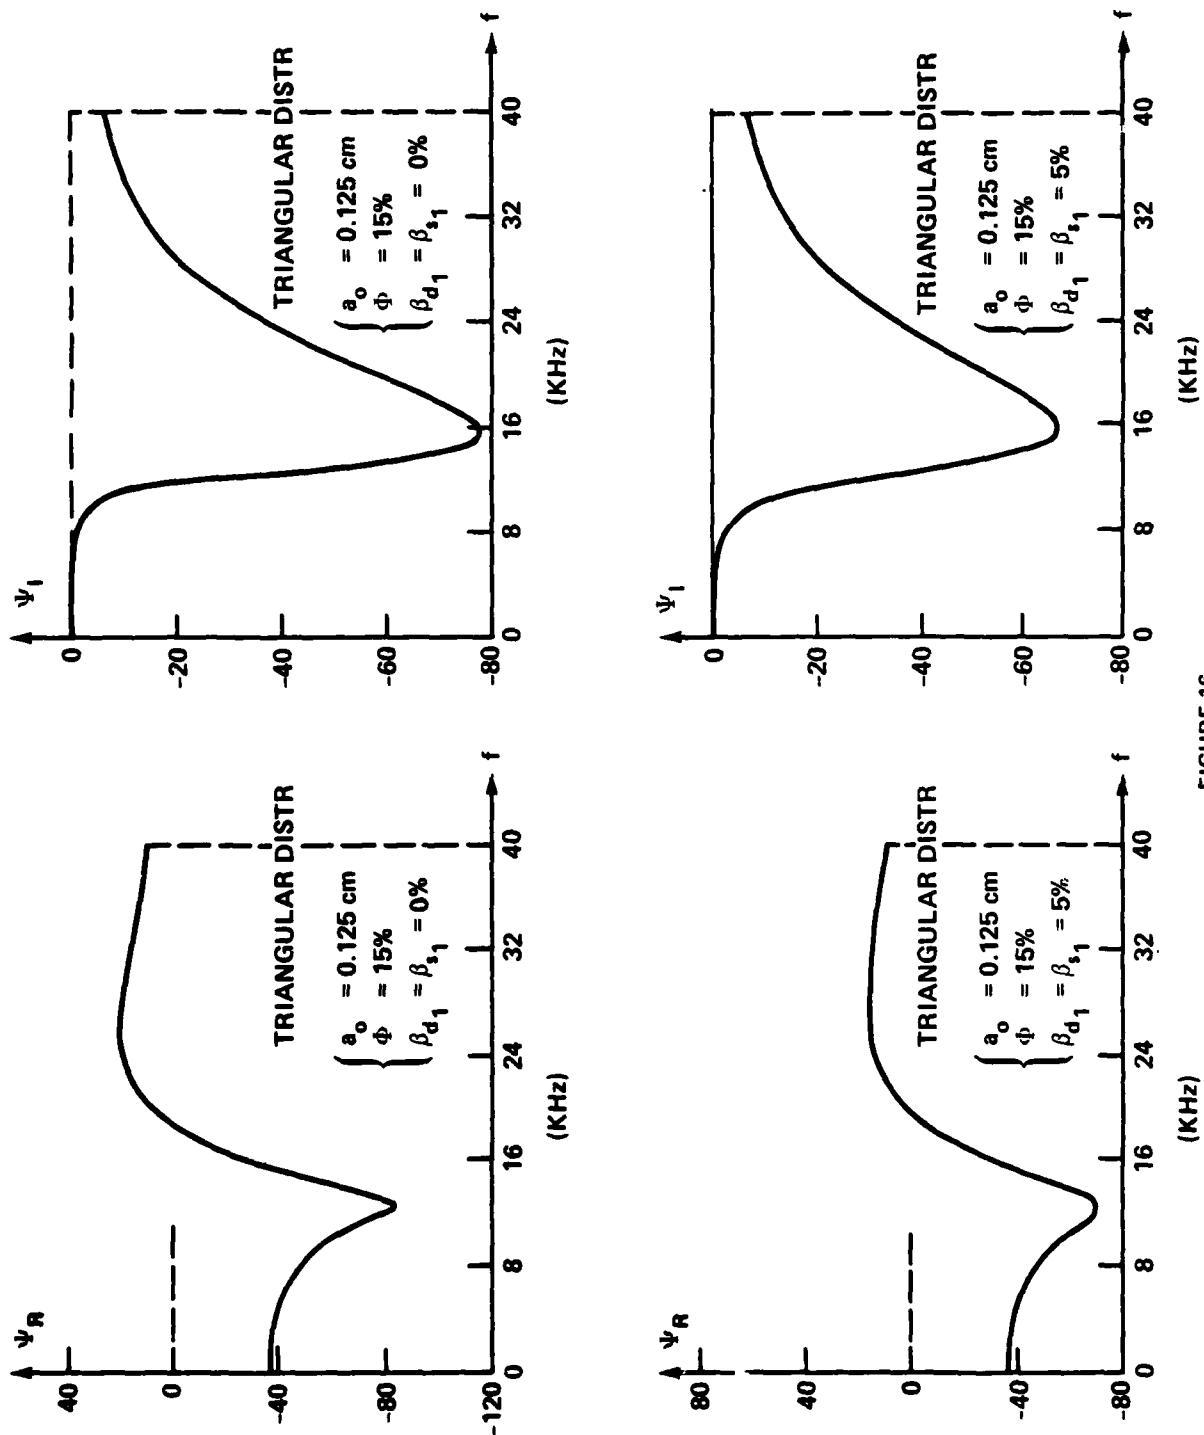 Ψ_R
40
0
-40
-80
-120
0
8
16
24
32
40
f
(KHz)
TRIANGULAR DISTR
a_o = 0.125 cm
Φ = 15%
β_d1 = β_s1 = 0%
Ψ_I
0
-20
-40
-60
-80
0
8
16
24
32
40
f
(KHz)
TRIANGULAR DISTR
a_o = 0.125 cm
Φ = 15%
β_d1 = β_s1 = 0%
Ψ_R
80
40
0
-40
-80
0
8
16
24
32
40
f
(KHz)
TRIANGULAR DISTR
a_o = 0.125 cm
Φ = 15%
β_d1 = β_s1 = 5%
Ψ_I
0
-20
-40
-60
-80
0
8
16
24
32
40
f
(KHz)
TRIANGULAR DISTR
a_o = 0.125 cm
Φ = 15%
β_d1 = β_s1 = 5%
FIGURE